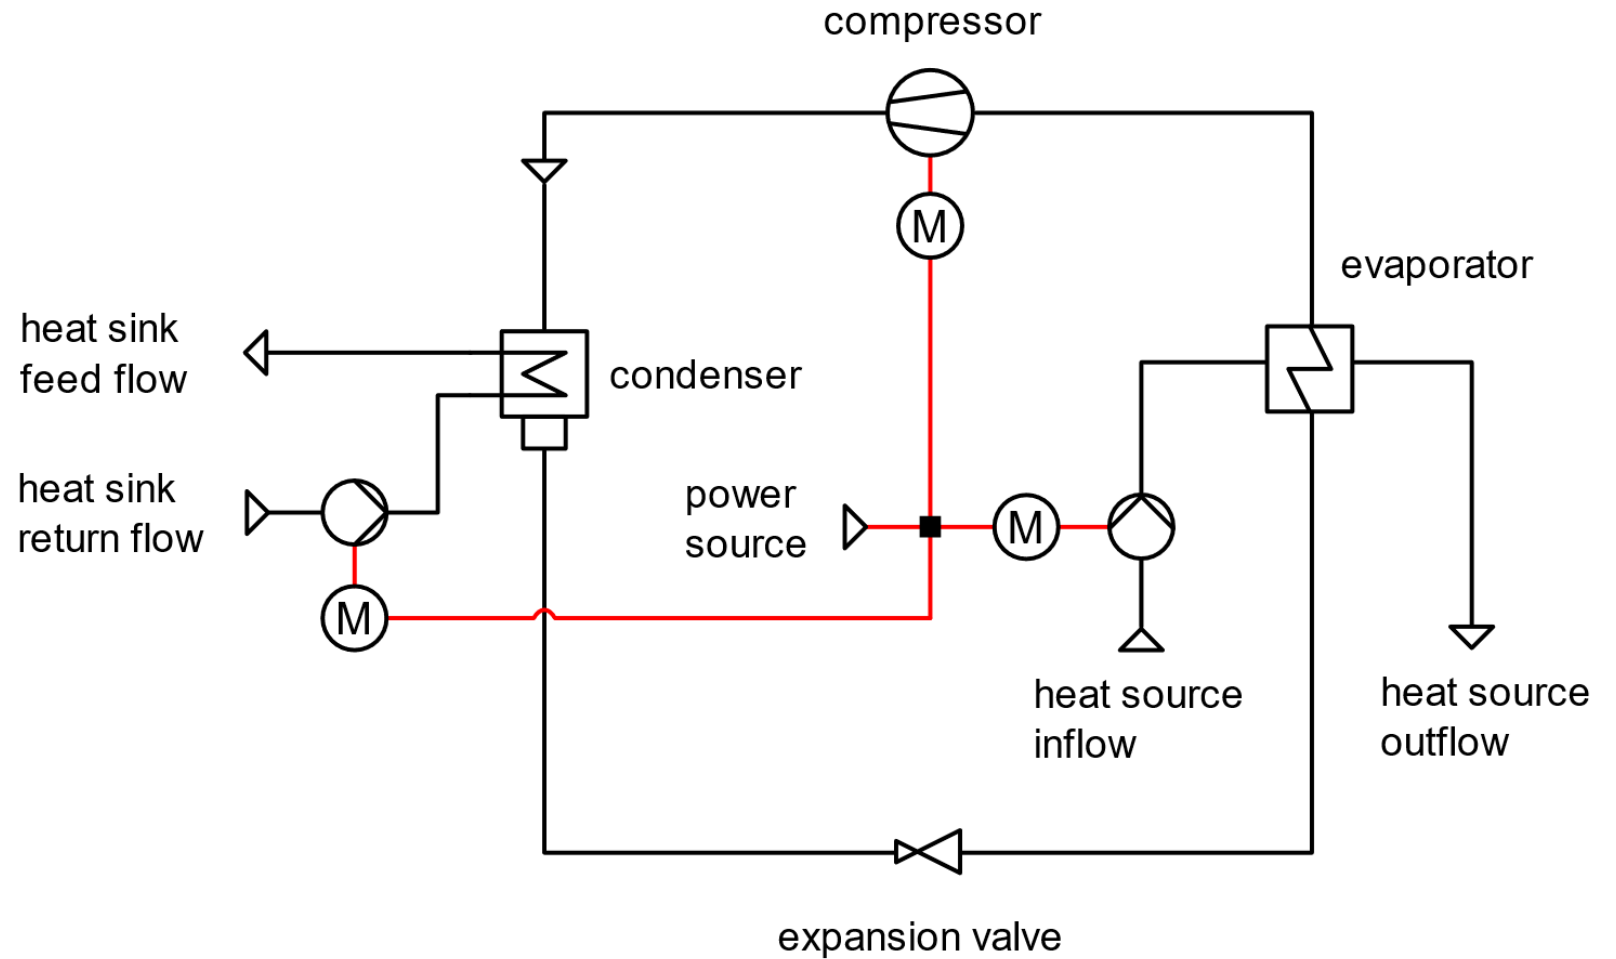 compressor
M
evaporator
heat sink
feed flow
condenser
heat sink
return flow
power
source
M
M
heat source
inflow
heat source
outflow
expansion valve